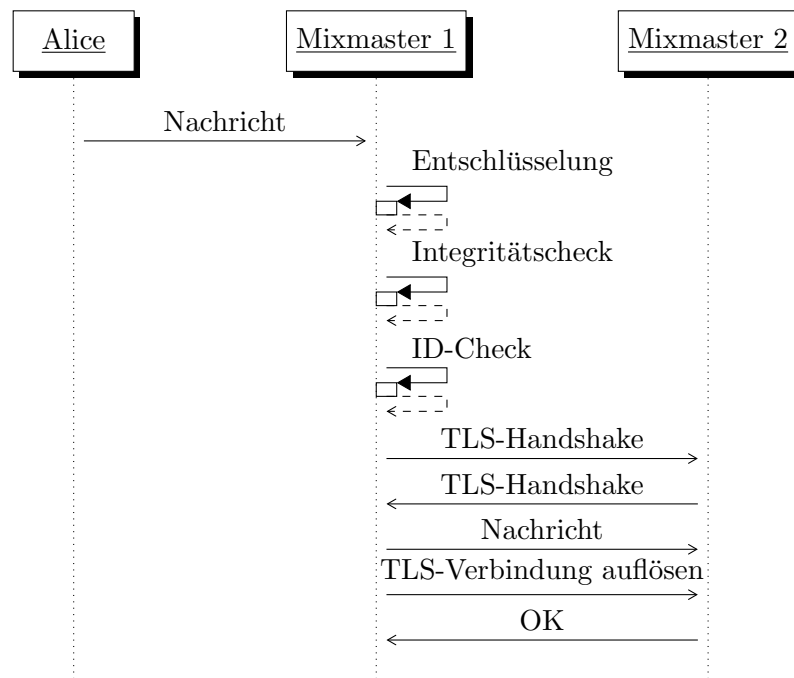 Alice
Mixmaster 1
Mixmaster 2
Nachricht
Entschlüsselung
Integritätscheck
ID-Check
TLS-Handshake
TLS-Handshake
Nachricht
TLS-Verbindung auflösen
OK